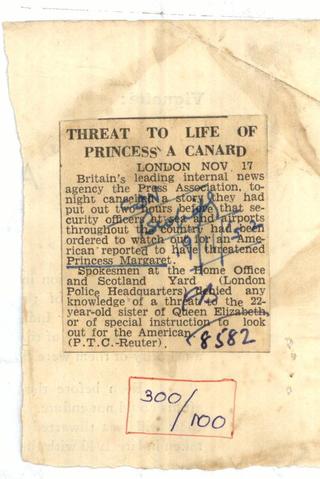 THREAT TO LIFE OF
PRINCESS A CANARD
LONDON NOV. 17
Britain's leading internal news
agency the Press Association, to-
night cancelled a story they had
put out two hours before that se-
curity officers at sea and airports
throughout the country had been
ordered to watch out for an Ame-
rican reported to have threatened
Princess Margaret.
Spokesmen at the Home Office
and Scotland Yard (London
Police Headquarters) denied any
knowledge of a threat to the 22-
year-old sister of Queen Elizabeth
or of special instruction to look
out for the American.
(P.T.C.-Reuter).
8582
300/
100